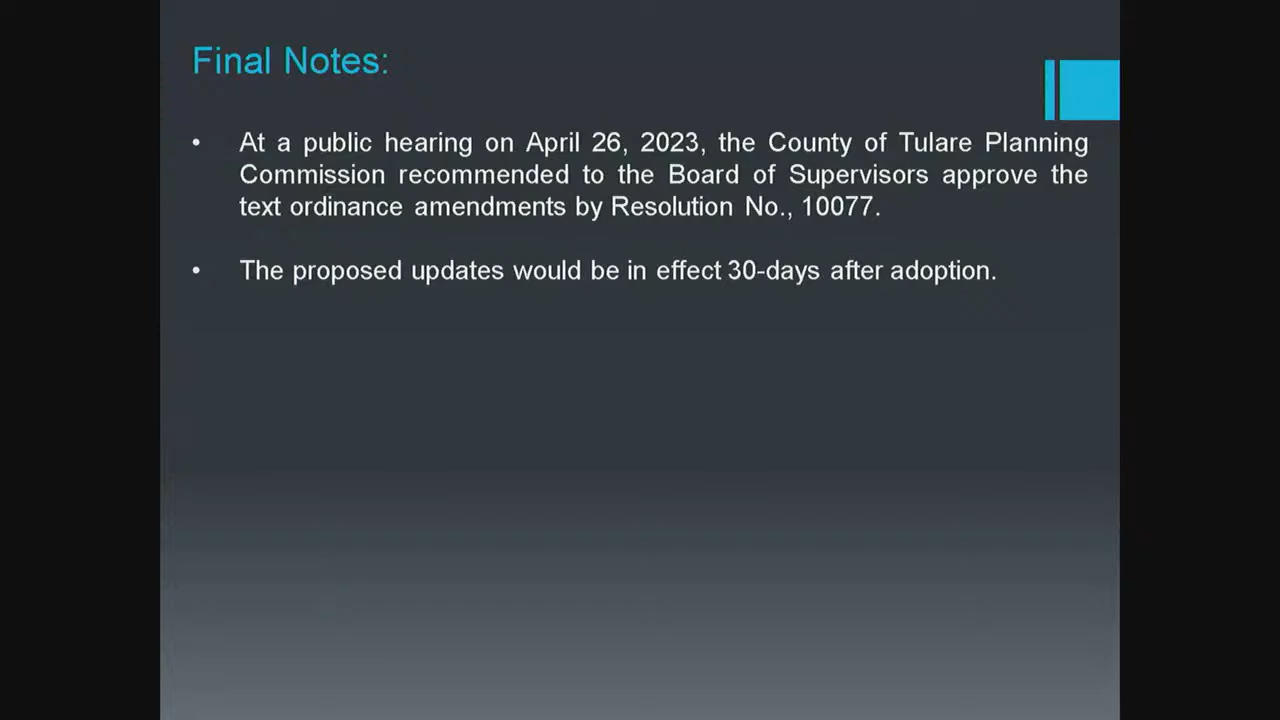 Final Notes:
• At a public hearing on April 26, 2023, the County of Tulare Planning
Commission recommended to the Board of Supervisors approve the
text ordinance amendments by Resolution No., 10077.
• The proposed updates would be in effect 30-days after adoption.